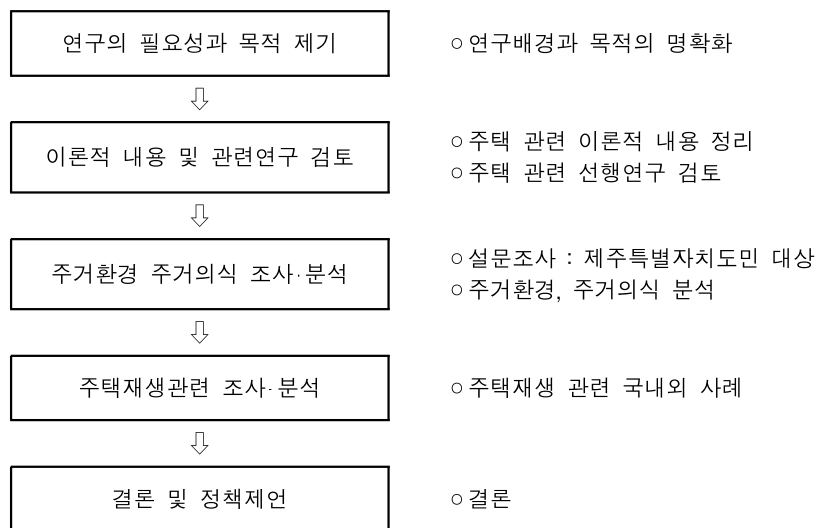 연구의 필요성과 목적 제기
○ 연구배경과 목적의 명확화
⇩
이론적 내용 및 관련연구 검토
○ 주택 관련 이론적 내용 정리
○ 주택 관련 선행연구 검토
⇩
주거환경 주거의식 조사·분석
○ 설문조사 : 제주특별자치도민 대상
○ 주거환경, 주거의식 분석
⇩
주택재생관련 조사·분석
○ 주택재생 관련 국내외 사례
⇩
결론 및 정책제언
○ 결론